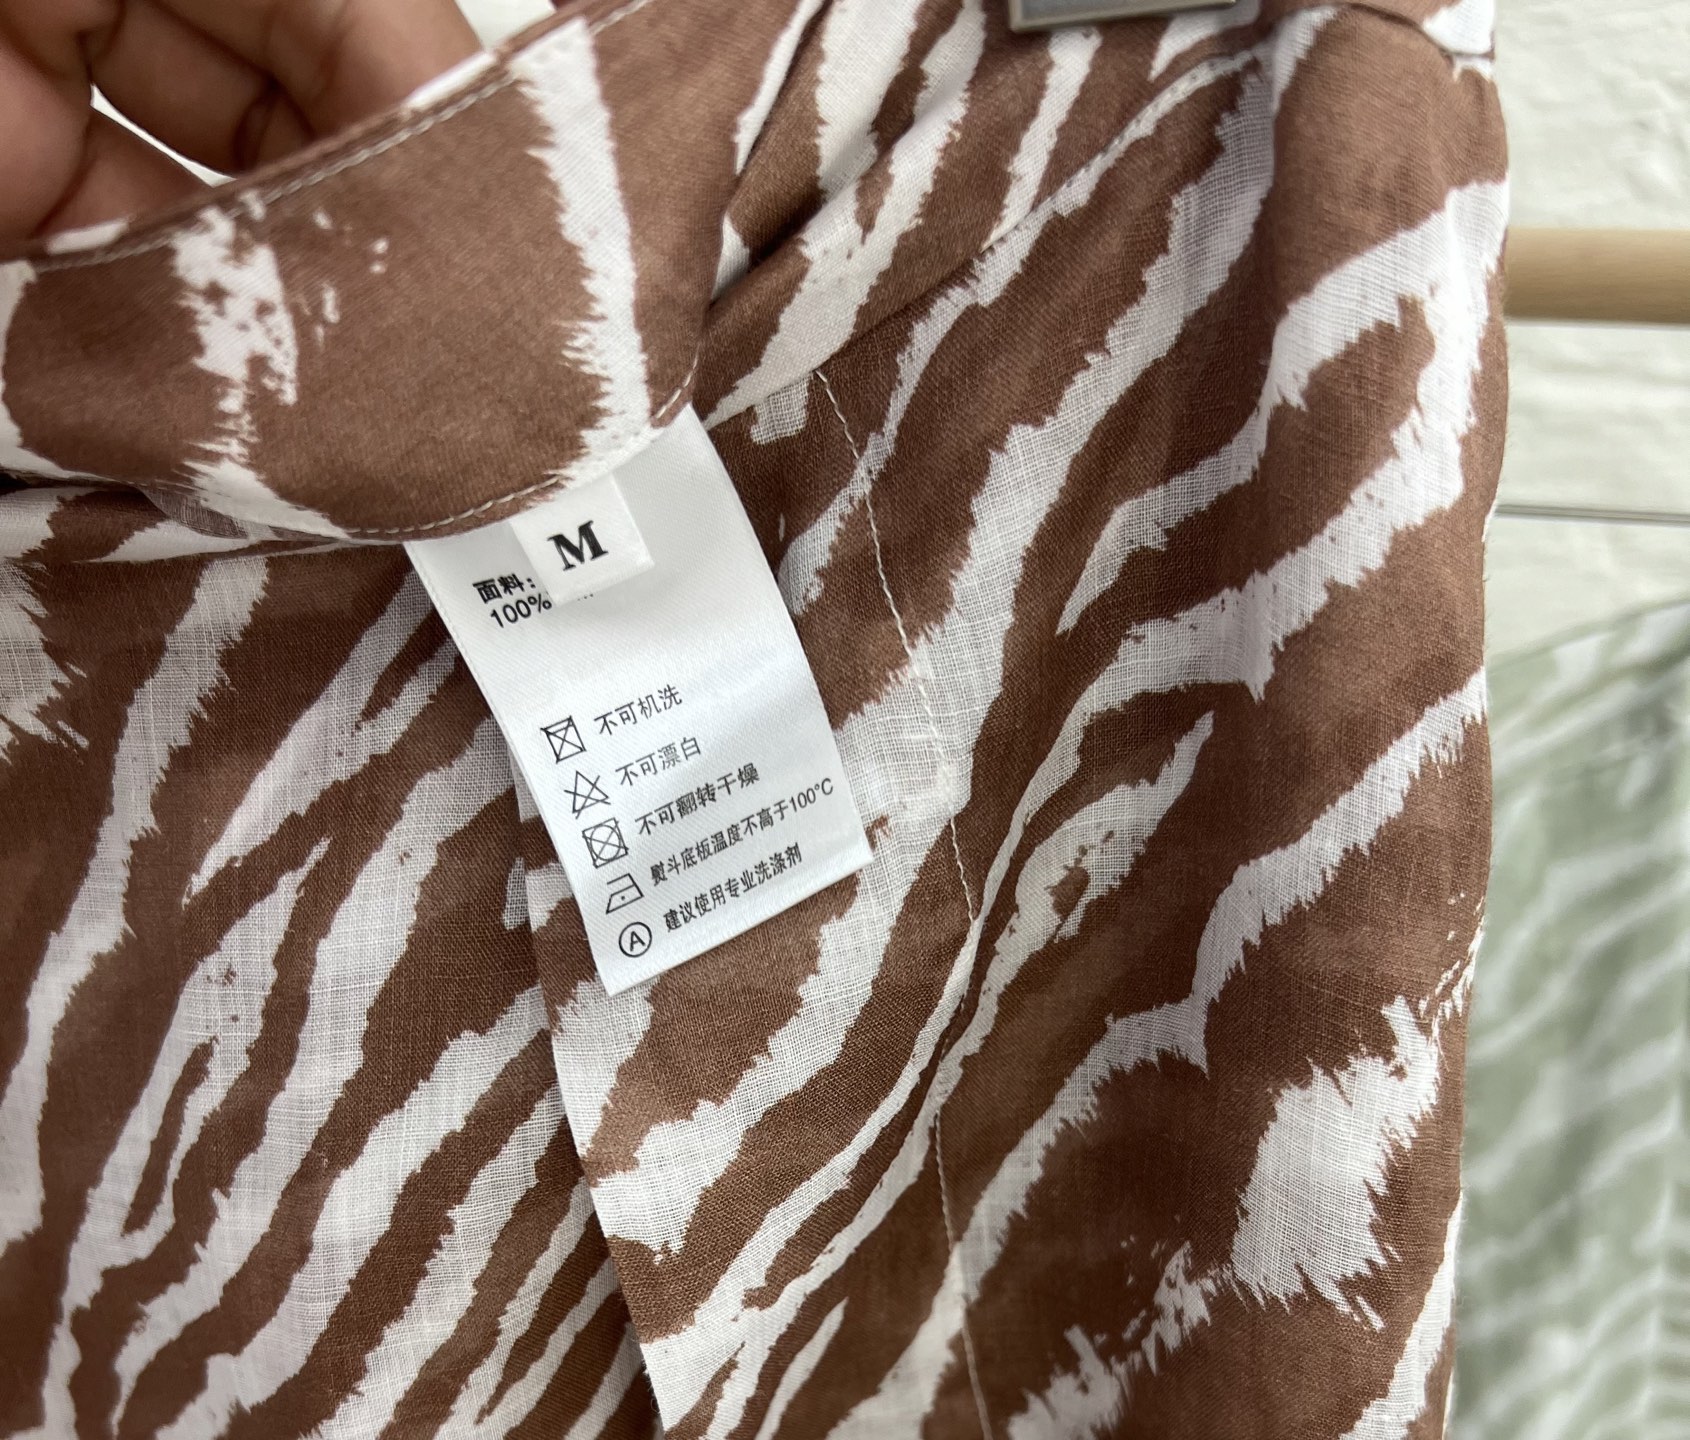 M
面料:
100%
不可机洗
不可漂白
不可翻转干燥
熨斗底板温度不高于100°C
A 建议使用专业洗涤剂